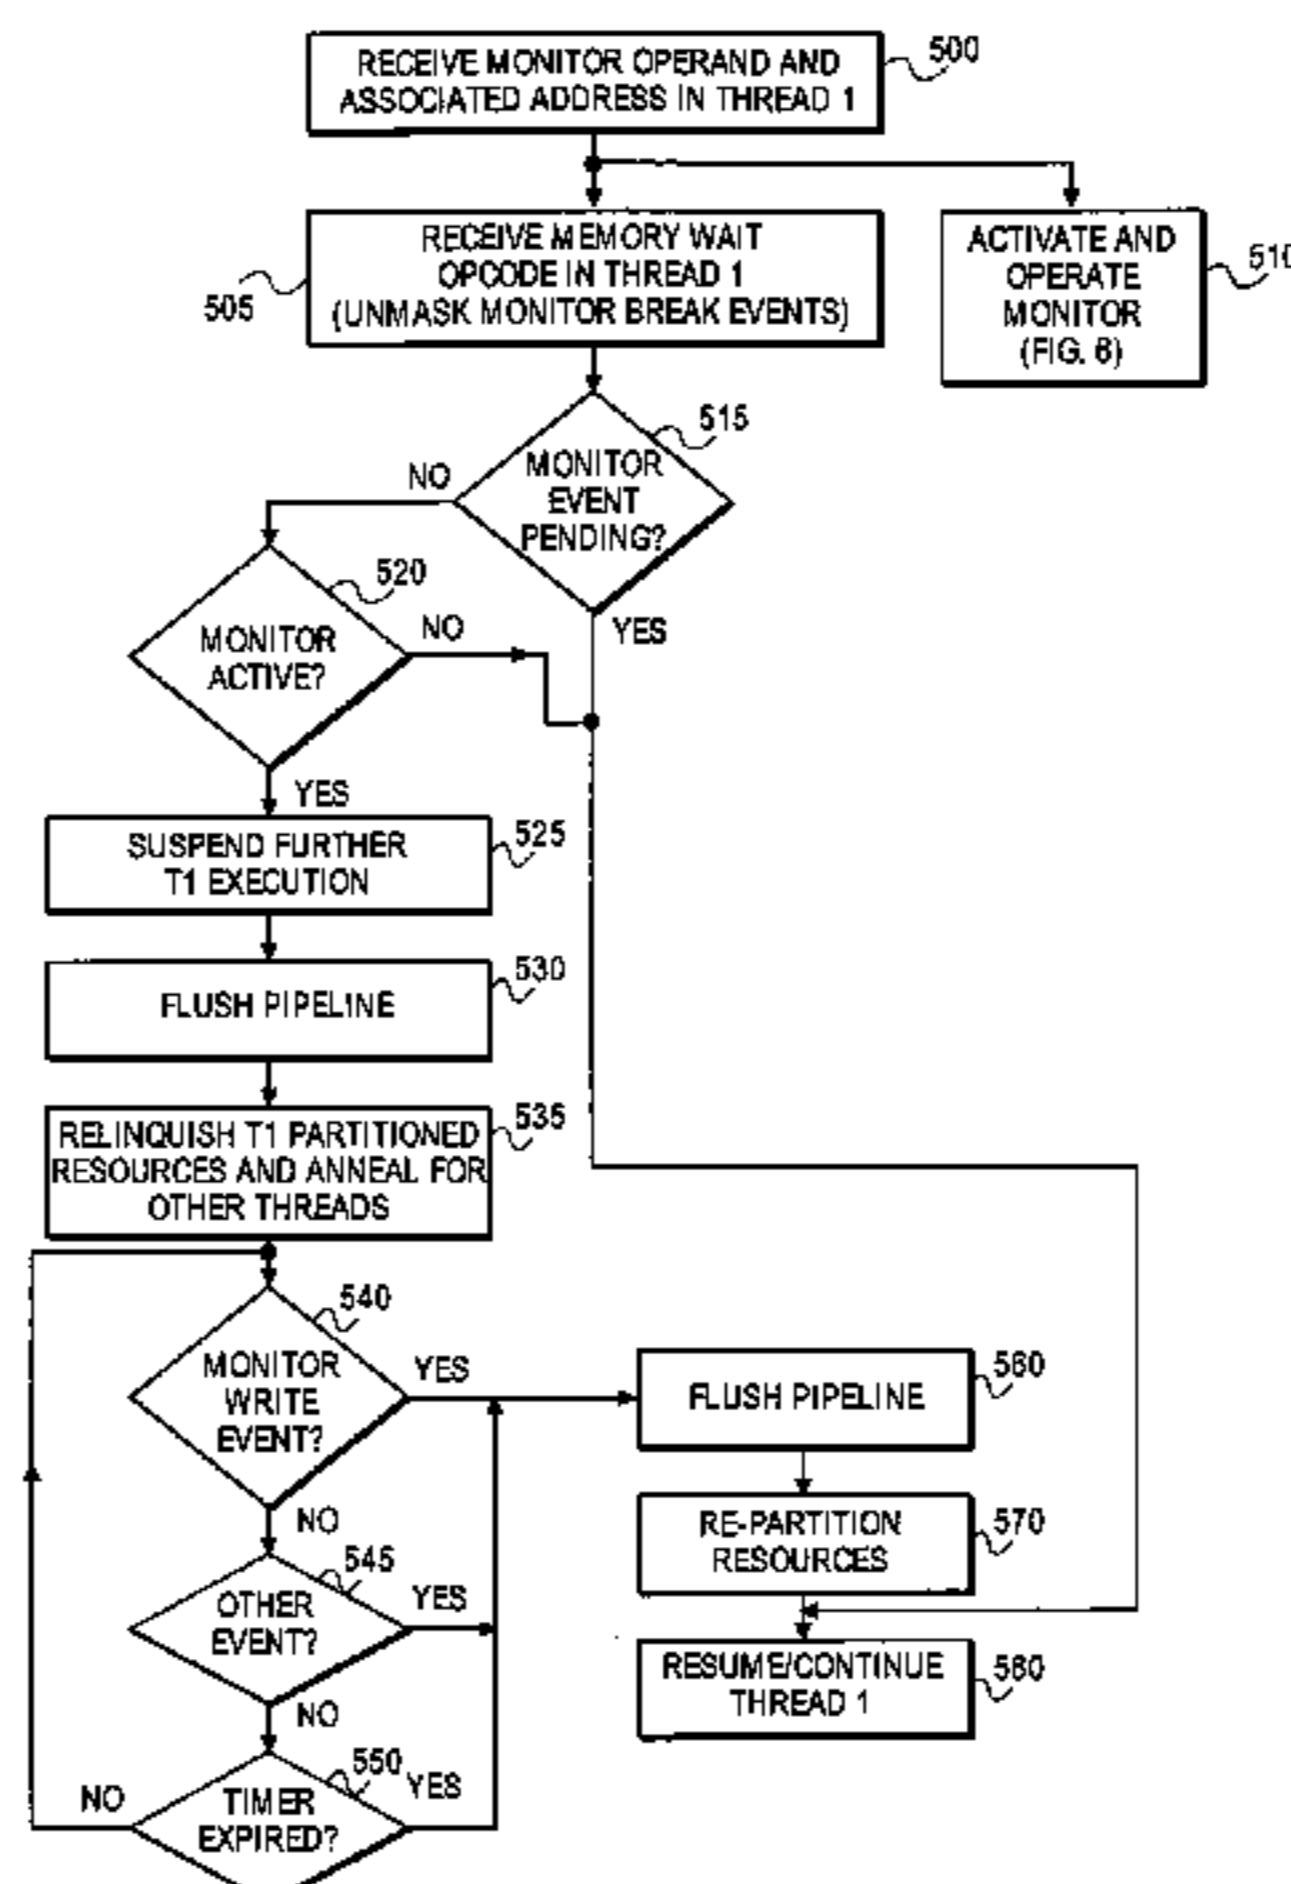 RECEIVE MONITOR OPERAND AND
ASSOCIATED ADDRESS IN THREAD 1
500
RECEIVE MEMORY WAIT
OPCODE IN THREAD 1
(UNMASK MONITOR BREAK EVENTS)
505
ACTIVATE AND
OPERATE
MONITOR
(FIG. 6)
510
MONITOR
EVENT
PENDING?
515
NO
YES
MONITOR
ACTIVE?
520
NO
YES
SUSPEND FURTHER
T1 EXECUTION
525
FLUSH PIPELINE
530
RELINQUISH T1 PARTITIONED
RESOURCES AND ANNEAL FOR
OTHER THREADS
535
MONITOR
WRITE
EVENT?
540
YES
NO
OTHER
EVENT?
545
YES
NO
TIMER
EXPIRED?
550
YES
NO
FLUSH PIPELINE
560
RE-PARTITION
RESOURCES
570
RESUME/CONTINUE
THREAD 1
580